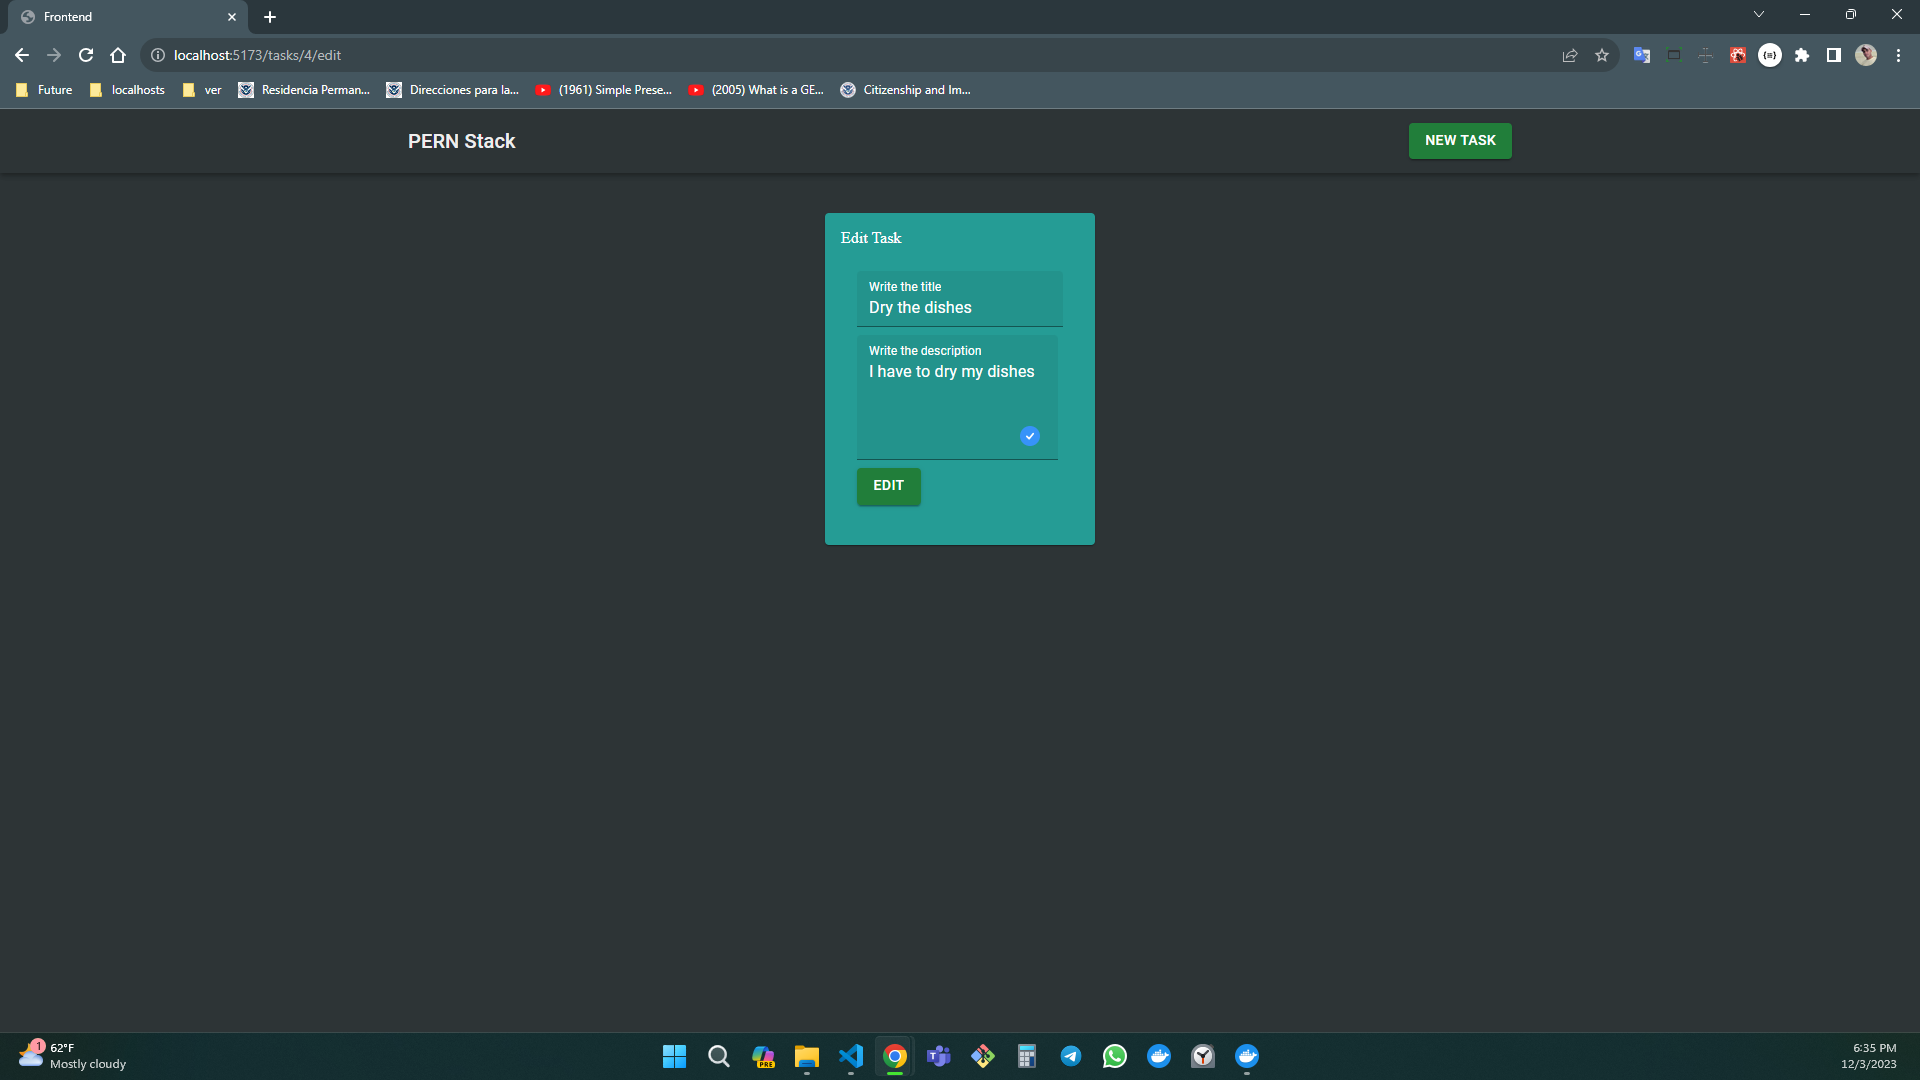 Frontend
localhost:5173/tasks/4/edit
Future
localhosts
ver
Residencia Perman...
Direcciones para la...
(1961) Simple Prese...
(2005) What is a GE...
Citizenship and Im...
PERN Stack
NEW TASK
Edit Task
Write the title
Dry the dishes
Write the description
I have to dry my dishes
EDIT
1
62°F
Mostly cloudy
PRE
6:35 PM
12/3/2023